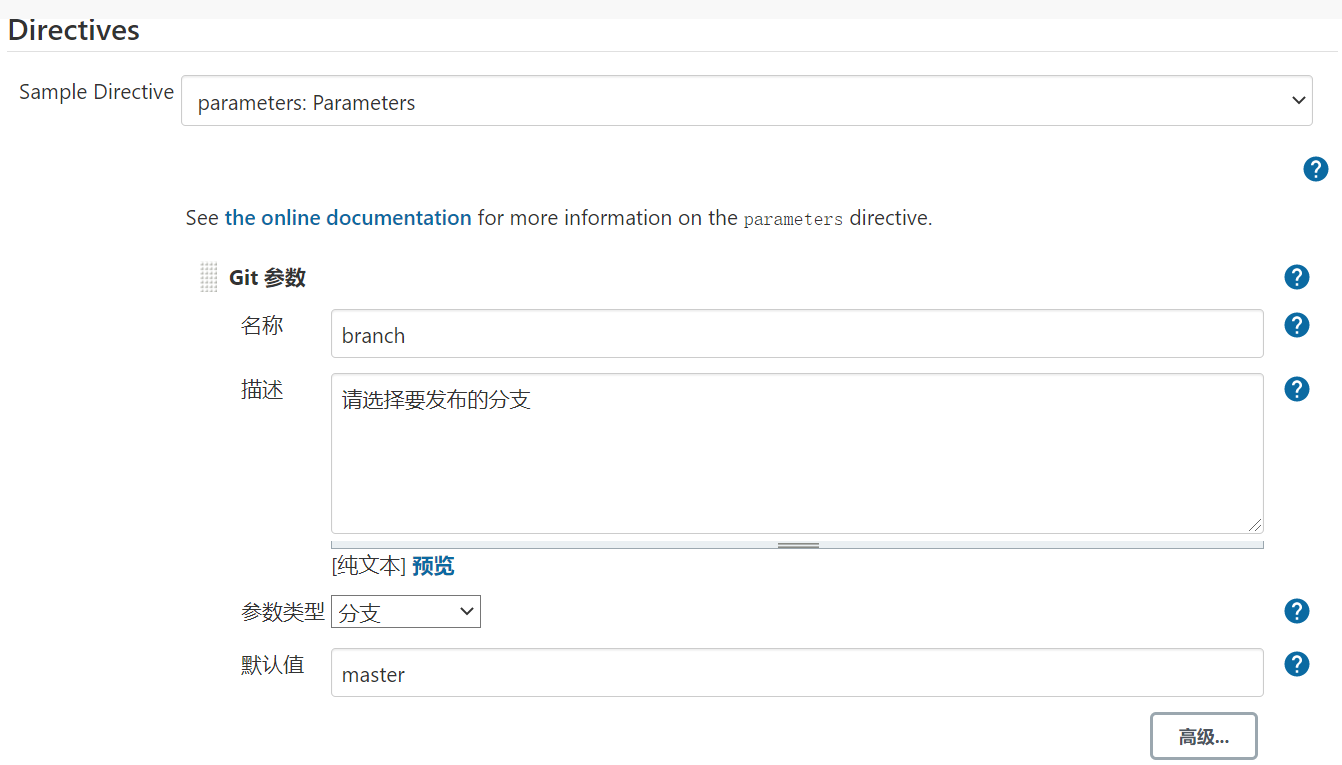 Directives
Sample Directive parameters: Parameters
See the online documentation for more information on the parameters directive.
Git 参数
名称 branch
描述 请选择要发布的分支
[纯文本] 预览
参数类型 分支
默认值 master
高级...